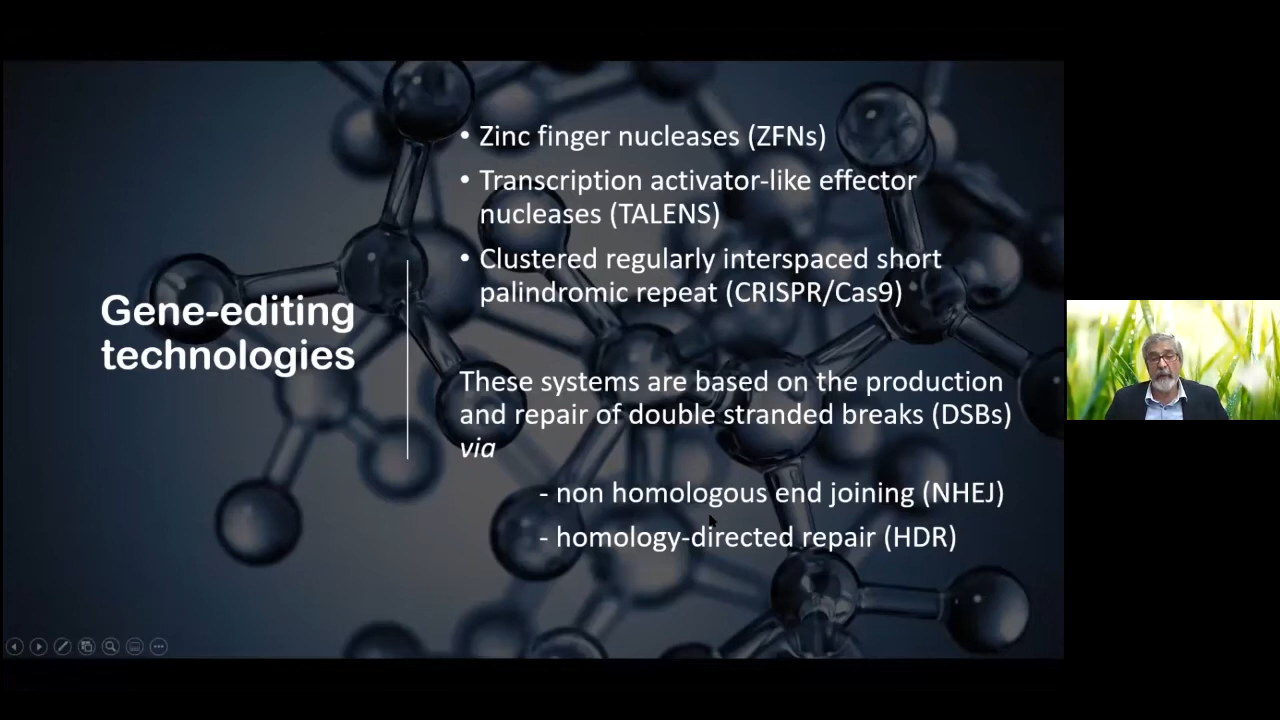 Gene-editing
technologies
• Zinc finger nucleases (ZFNs)
• Transcription activator-like effector
nucleases (TALENS)
• Clustered regularly interspaced short
palindromic repeat (CRISPR/Cas9)
These systems are based on the production
and repair of double stranded breaks (DSBs)
via
- non homologous end joining (NHEJ)
- homology-directed repair (HDR)